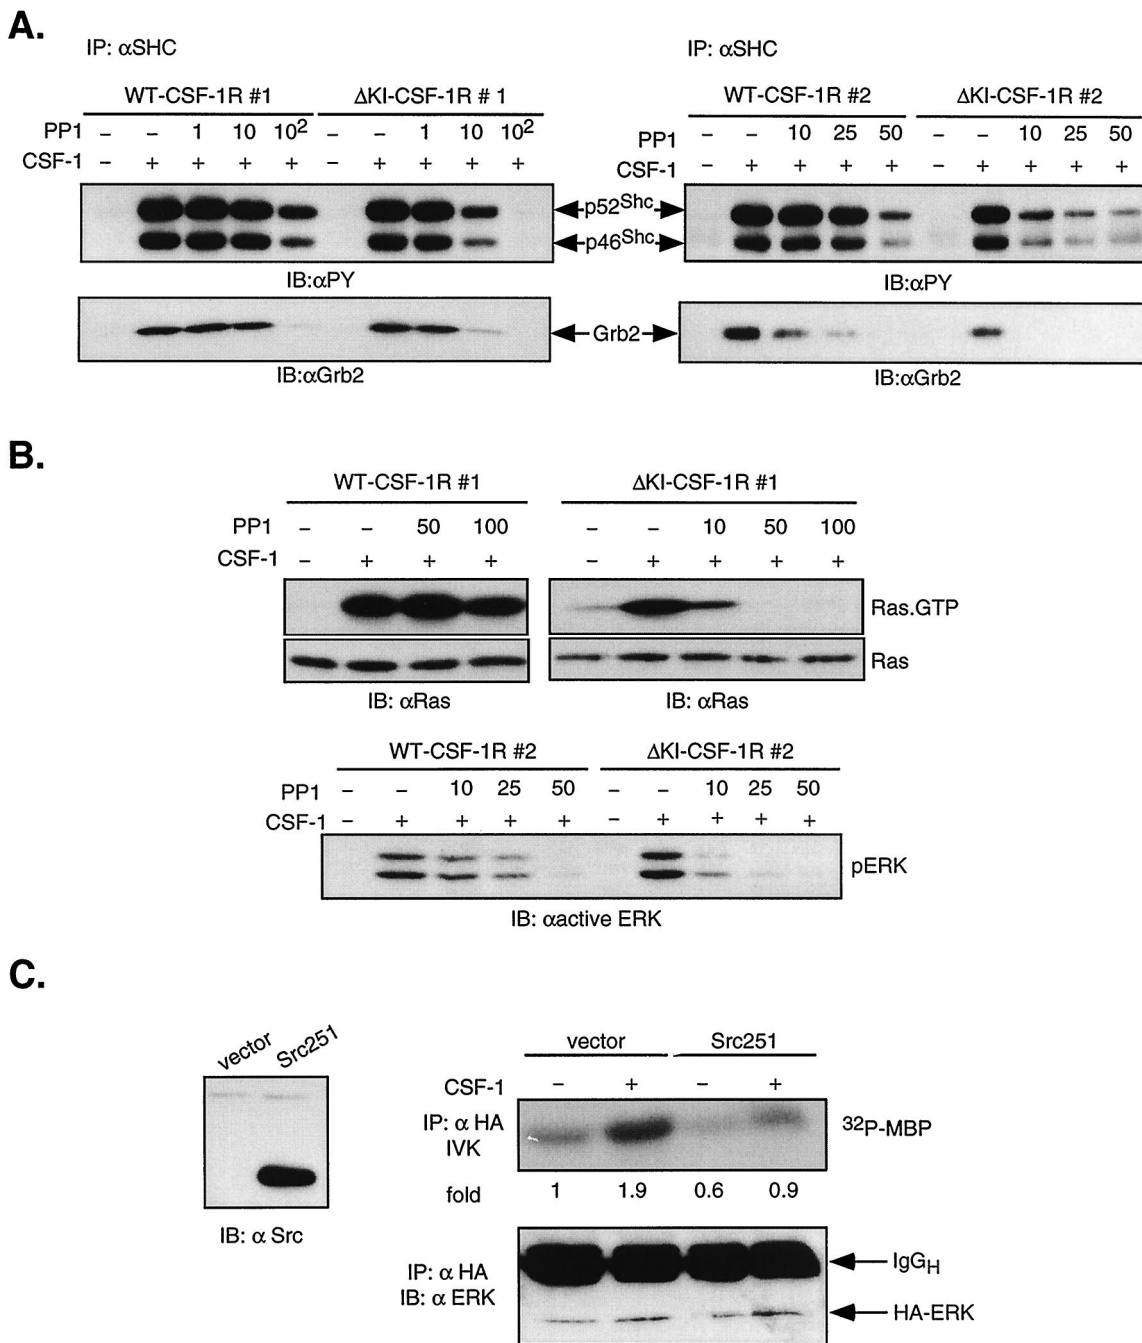 A.
IP: αSHC
WT-CSF-1R #1 ΔKI-CSF-1R # 1
PP1 – – 1 10 10² – – 1 10 10²
CSF-1 – + + + + – + + + +
IB:αPY
IB:αGrb2
p52Shc
p46Shc
Grb2
IP: αSHC
WT-CSF-1R #2 ΔKI-CSF-1R #2
PP1 – – 10 25 50 – – 10 25 50
CSF-1 – + + + + – + + + +
IB:αPY
IB:αGrb2
B.
WT-CSF-1R #1 ΔKI-CSF-1R #1
PP1 – – 50 100 – – 10 50 100
CSF-1 – + + + – + + + +
Ras.GTP
Ras
IB: αRas IB: αRas
WT-CSF-1R #2 ΔKI-CSF-1R #2
PP1 – – 10 25 50 – – 10 25 50
CSF-1 – + + + + – + + + +
pERK
IB: αactive ERK
C.
vector Src251
IB: α Src
vector Src251
CSF-1 – + – +
IP: α HA
IVK
³²P-MBP
fold 1 1.9 0.6 0.9
IP: α HA
IB: α ERK
IgGH
HA-ERK